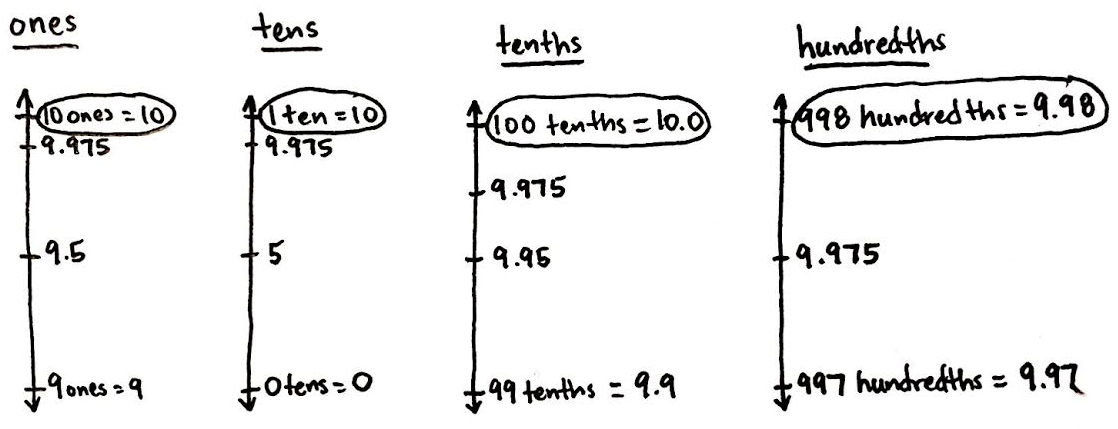 ones
10 ones = 10
9.975
9.5
9 ones = 9
tens
1 ten = 10
9.975
5
0 tens = 0
tenths
100 tenths = 10.0
9.975
9.95
99 tenths = 9.9
hundredths
998 hundredths = 9.98
9.975
997 hundredths = 9.97